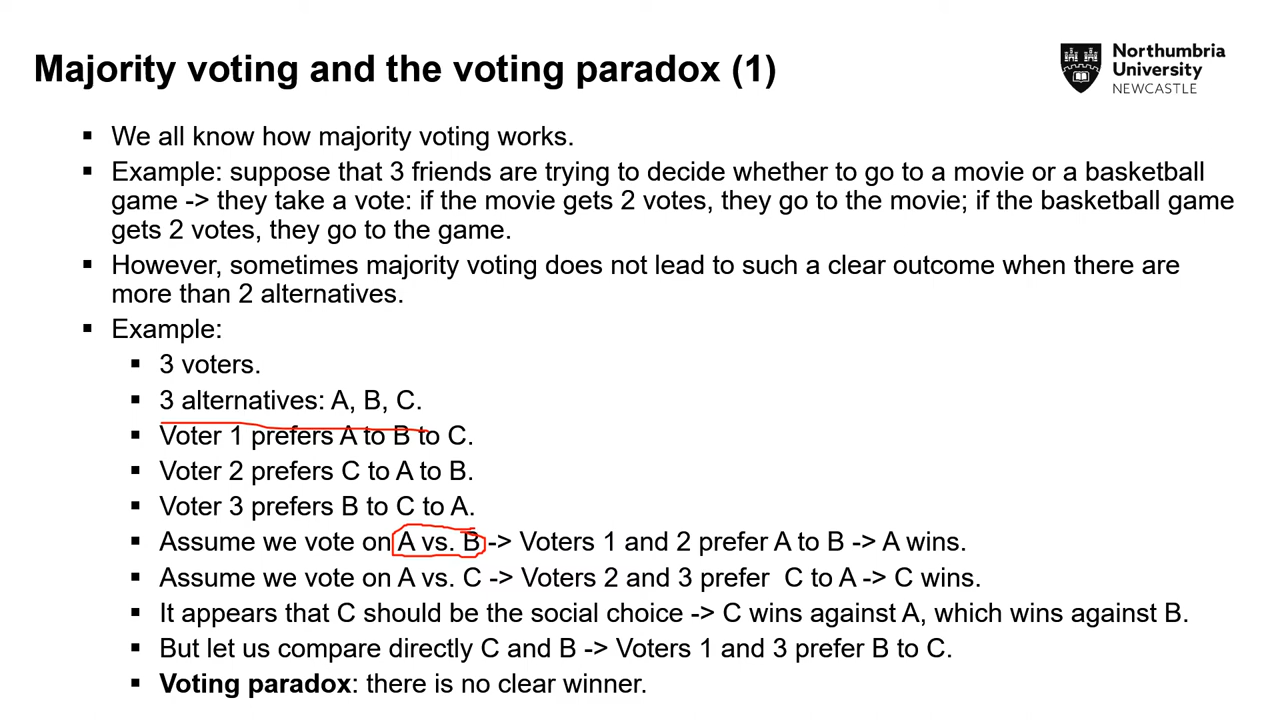 Majority voting and the voting paradox (1)
Northumbria
University
NEWCASTLE
▪ We all know how majority voting works.
▪ Example: suppose that 3 friends are trying to decide whether to go to a movie or a basketball
game -> they take a vote: if the movie gets 2 votes, they go to the movie; if the basketball game
gets 2 votes, they go to the game.
▪ However, sometimes majority voting does not lead to such a clear outcome when there are
more than 2 alternatives.
▪ Example:
▪ 3 voters.
▪ 3 alternatives: A, B, C.
▪ Voter 1 prefers A to B to C.
▪ Voter 2 prefers C to A to B.
▪ Voter 3 prefers B to C to A.
▪ Assume we vote on A vs. B -> Voters 1 and 2 prefer A to B -> A wins.
▪ Assume we vote on A vs. C -> Voters 2 and 3 prefer C to A -> C wins.
▪ It appears that C should be the social choice -> C wins against A, which wins against B.
▪ But let us compare directly C and B -> Voters 1 and 3 prefer B to C.
▪ Voting paradox: there is no clear winner.